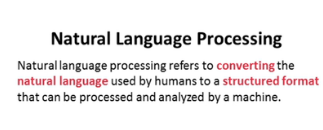 Natural Language Processing
Natural language processing refers to converting the
natural language used by humans to a structured format
that can be processed and analyzed by a machine.